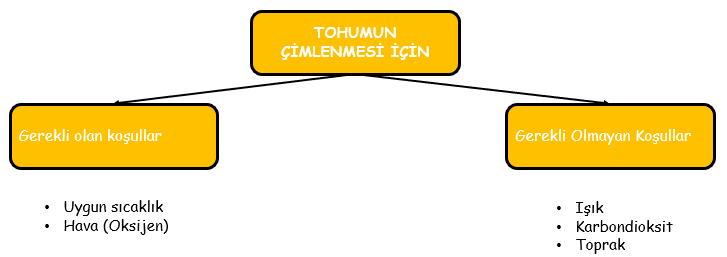 TOHUMUN
ÇİMLENMESİ İÇİN
Gerekli olan koşullar
Gerekli Olmayan Koşullar
• Uygun sıcaklık
• Hava (Oksijen)
• Işık
• Karbondioksit
• Toprak